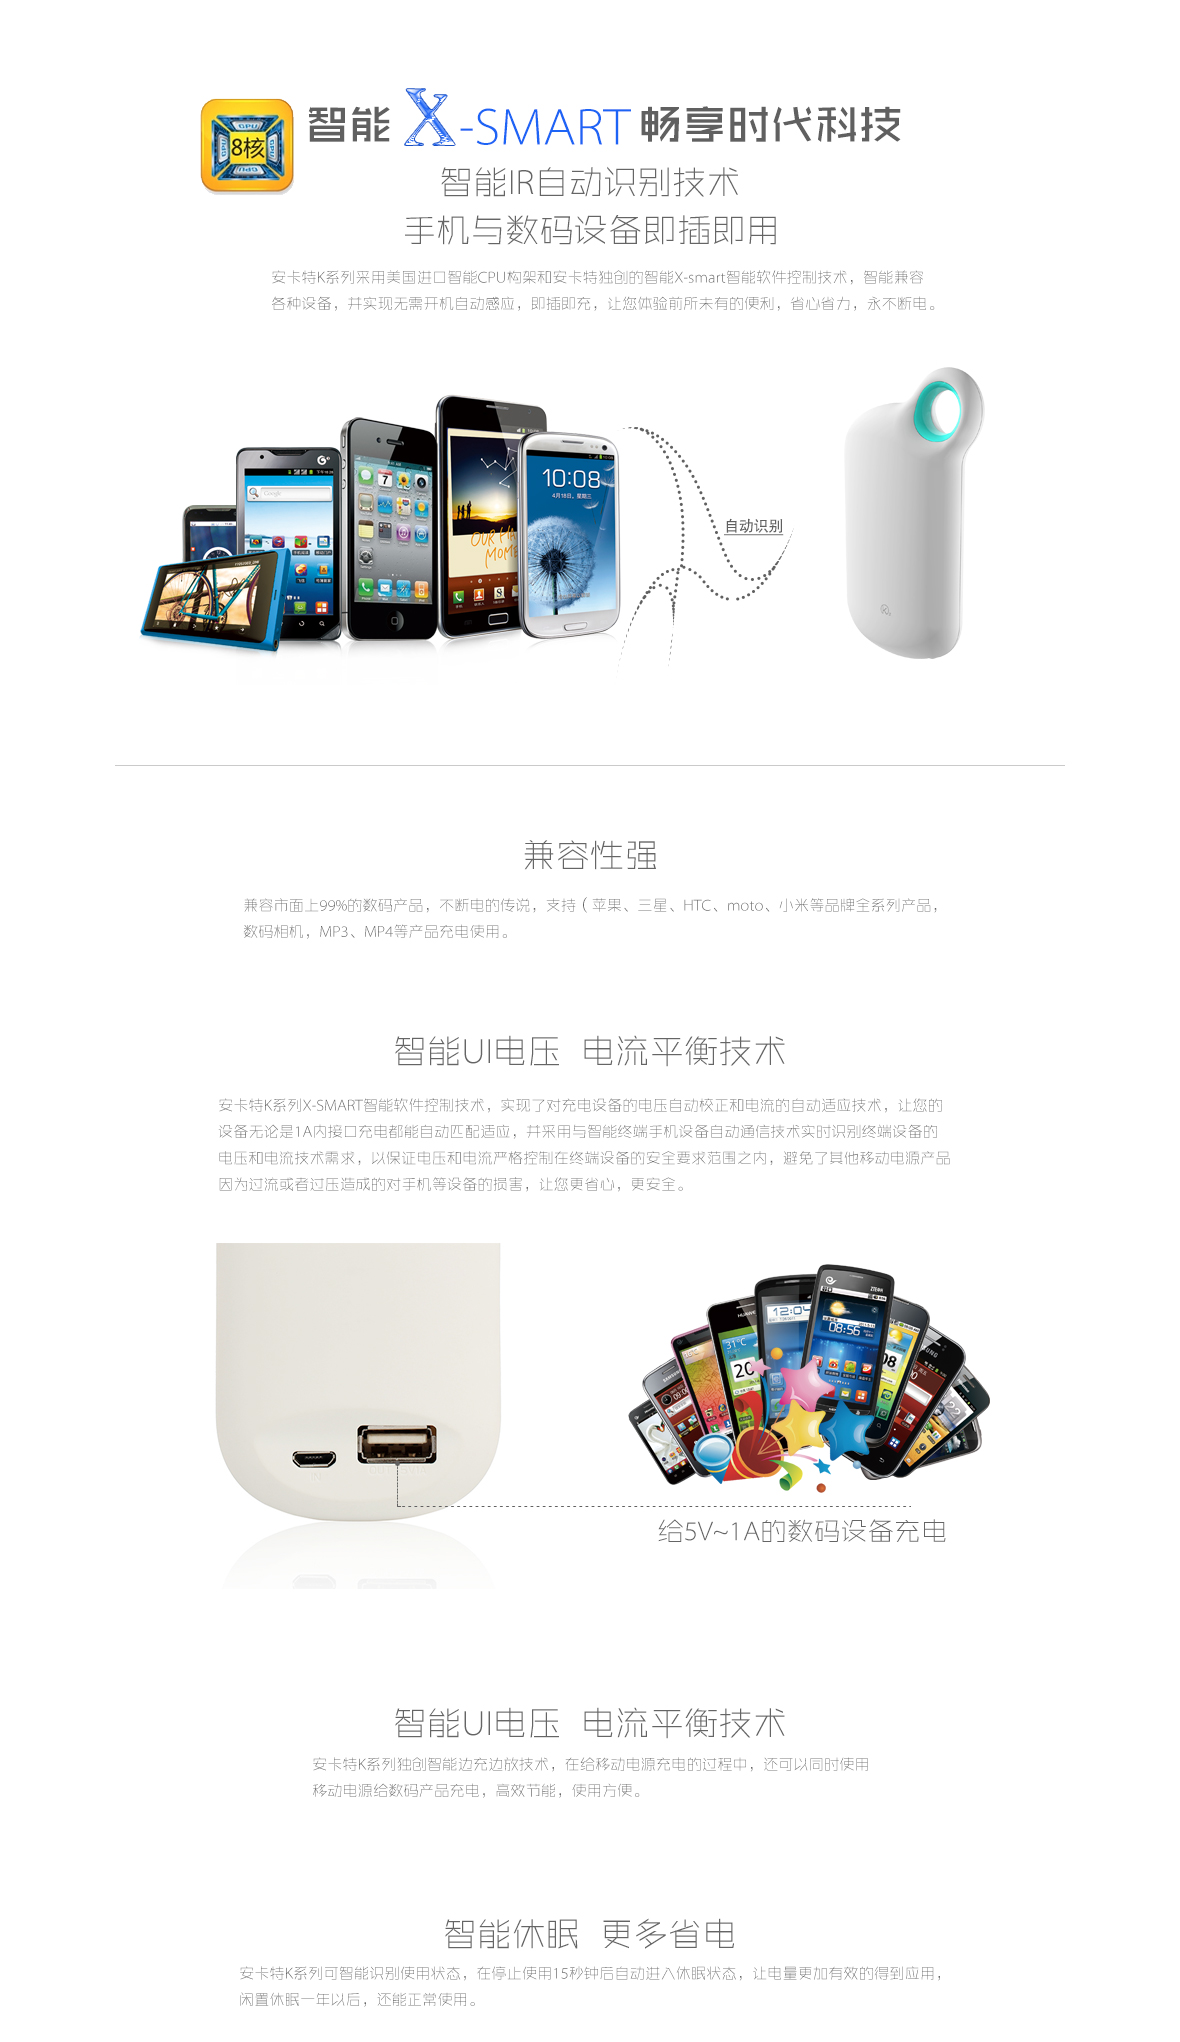 GPU
GPU
GPU
GPU
8核
智能 X-SMART 畅享时代科技
智能IR自动识别技术
手机与数码设备即插即用
安卡特K系列采用美国进口智能CPU构架和安卡特独创的智能X-smart智能软件控制技术，智能兼容
各种设备，并实现无需开机自动感应，即插即充，让您体验前所未有的便利，省心省力，永不断电。
10:08
4月18日，星期三
自动识别
兼容性强
兼容市面上99%的数码产品，不断电的传说，支持（苹果、三星、HTC、moto、小米等品牌全系列产品，
数码相机，MP3、MP4等产品充电使用。
智能UI电压 电流平衡技术
安卡特K系列X-SMART智能软件控制技术，实现了对充电设备的电压自动校正和电流的自动适应技术，让您的
设备无论是1A内接口充电都能自动匹配适应，并采用与智能终端手机设备自动通信技术实时识别终端设备的
电压和电流技术需求，以保证电压和电流严格控制在终端设备的安全要求范围之内，避免了其他移动电源产品
因为过流或者过压造成的对手机等设备的损害，让您更省心，更安全。
12:04
08:56
31°C
20
08
给5V~1A的数码设备充电
智能UI电压 电流平衡技术
安卡特K系列独创智能边充边放技术，在给移动电源充电的过程中，还可以同时使用
移动电源给数码产品充电，高效节能，使用方便。
智能休眠 更多省电
安卡特K系列可智能识别使用状态，在停止使用15秒钟后自动进入休眠状态，让电量更加有效的得到应用，
闲置休眠一年以后，还能正常使用。